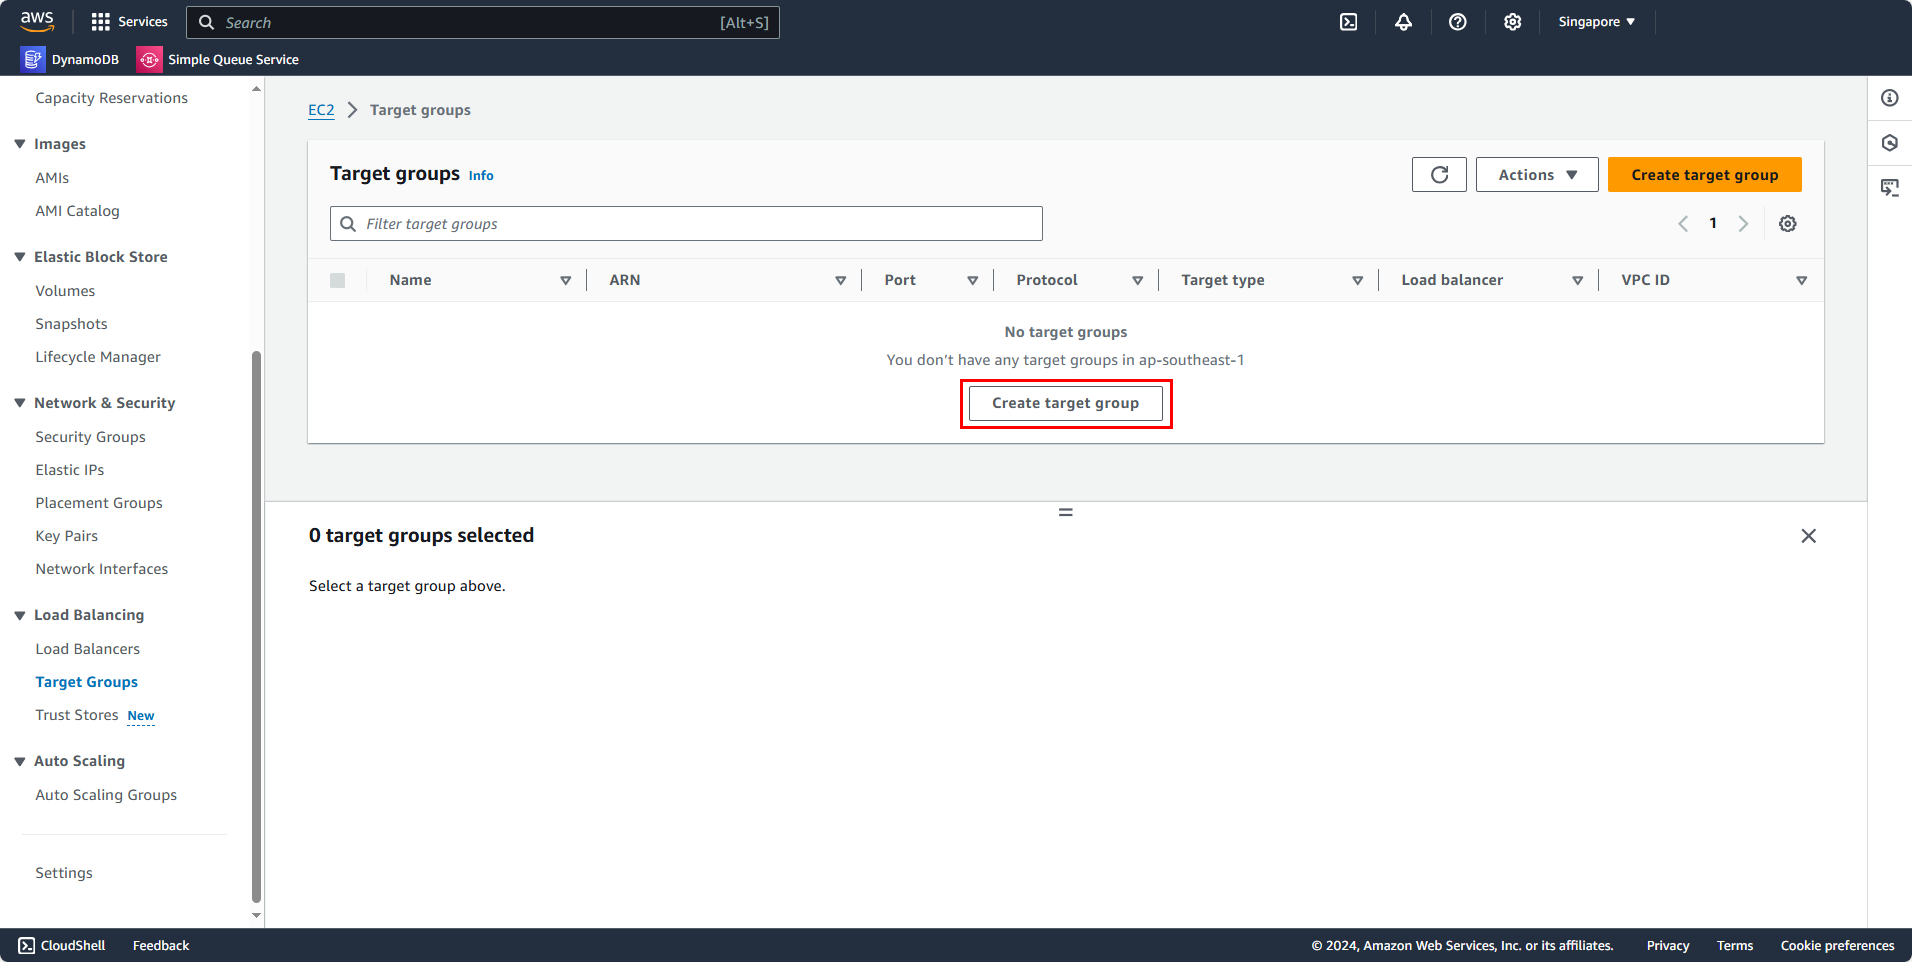 aws
Services
Search
[Alt+S]
Singapore
DynamoDB
Simple Queue Service
Capacity Reservations
Images
AMIs
AMI Catalog
Elastic Block Store
Volumes
Snapshots
Lifecycle Manager
Network & Security
Security Groups
Elastic IPs
Placement Groups
Key Pairs
Network Interfaces
Load Balancing
Load Balancers
Target Groups
Trust Stores New
Auto Scaling
Auto Scaling Groups
Settings
EC2 Target groups
Target groups Info
Actions
Create target group
Filter target groups
1
Name ARN Port Protocol Target type Load balancer VPC ID
No target groups
You don’t have any target groups in ap-southeast-1
Create target group
0 target groups selected
Select a target group above.
CloudShell Feedback
© 2024, Amazon Web Services, Inc. or its affiliates. Privacy Terms Cookie preferences